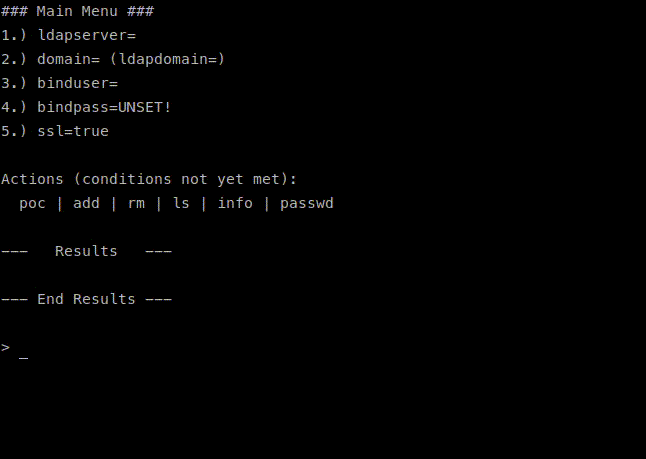 ### Main Menu ###
1.) ldapserver=
2.) domain= (ldapdomain=)
3.) binduser=
4.) bindpass=UNSET!
5.) ssl=true
Actions (conditions not yet met):
  poc | add | rm | ls | info | passwd
---   Results   ---
--- End Results ---
> _